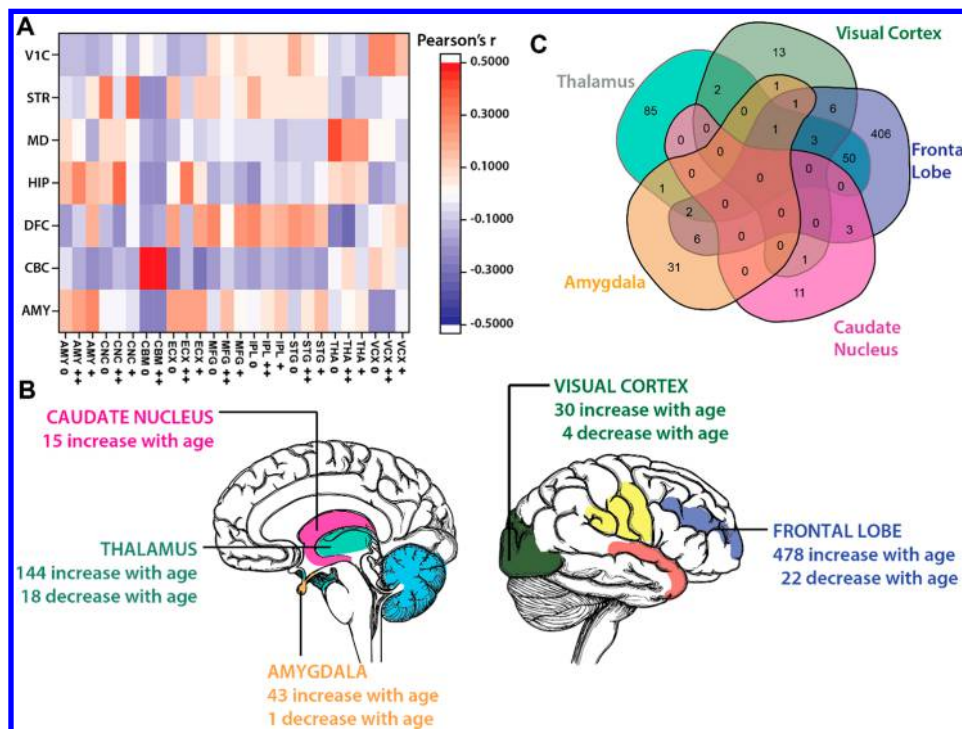 A
Pearson's r
V1C
STR
MD
HIP
DFC
CBC
AMY
0.5000
0.3000
0.1000
-0.1000
-0.3000
-0.5000
AMY 0
AMY ++
AMY +
CNC 0
CNC ++
CNC +
CBM 0
CBM ++
ECX 0
ECX ++
ECX +
MFG 0
MFG ++
MFG +
IPL 0
IPL ++
IPL +
STG 0
STG ++
STG +
THA 0
THA ++
THA +
VCX 0
VCX ++
VCX +
C
Visual Cortex
Thalamus
Frontal
Lobe
Amygdala
Caudate
Nucleus
13
1
2
1
6
85
0
406
1
3
0
0
0
50
0
0
0
0
1
0
2
0
0
3
6
0
0
1
31
0
11
B
CAUDATE NUCLEUS
15 increase with age
THALAMUS
144 increase with age
18 decrease with age
AMYGDALA
43 increase with age
1 decrease with age
VISUAL CORTEX
30 increase with age
4 decrease with age
FRONTAL LOBE
478 increase with age
22 decrease with age